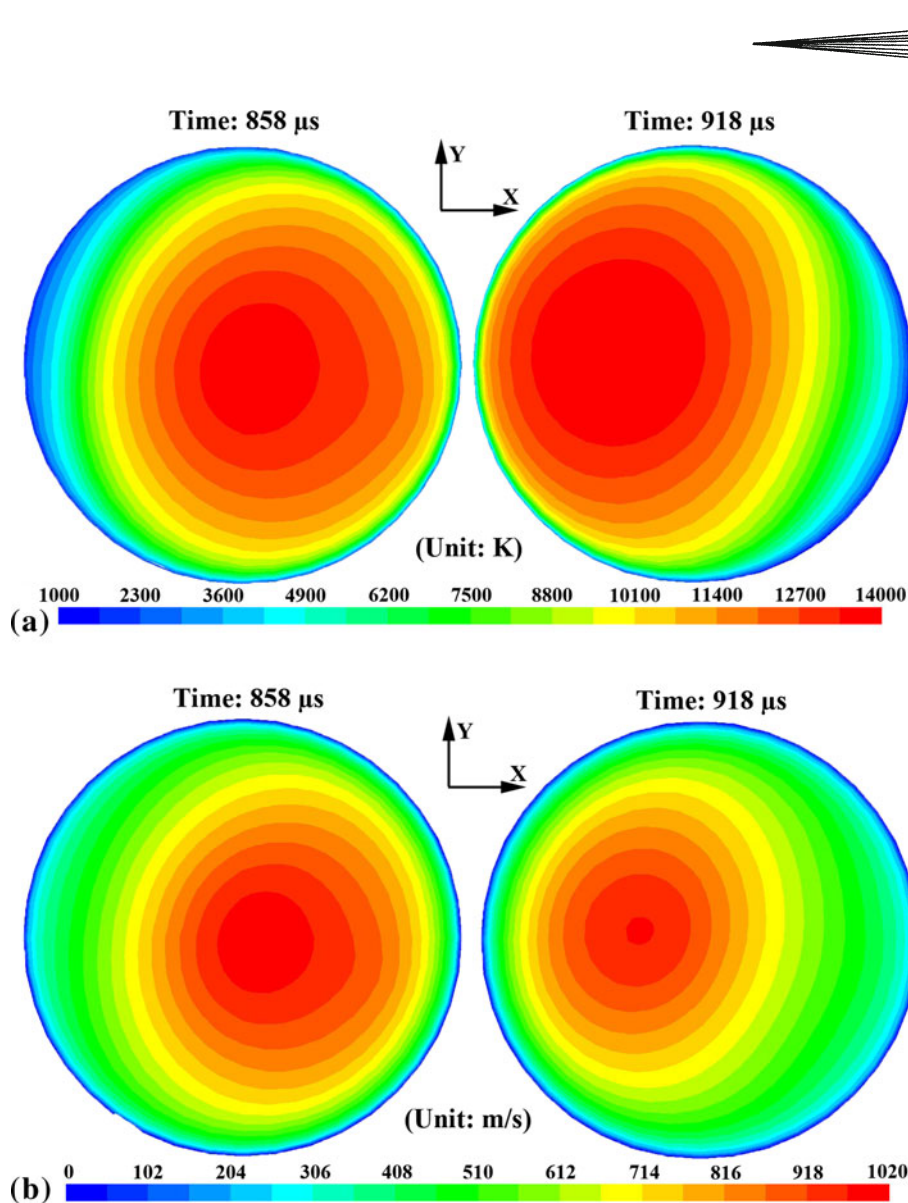 Time: 858 μs Time: 918 μs
Y
X
(Unit: K)
1000 2300 3600 4900 6200 7500 8800 10100 11400 12700 14000
(a)
Time: 858 μs Time: 918 μs
Y
X
(Unit: m/s)
0 102 204 306 408 510 612 714 816 918 1020
(b)